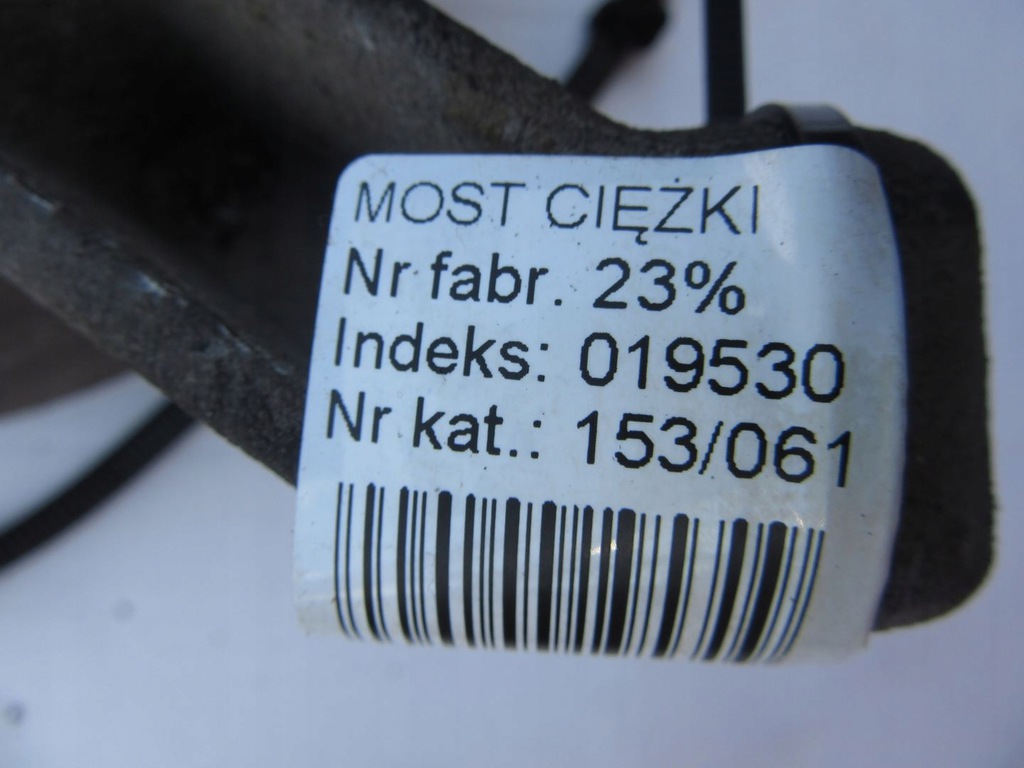 MOST CIĘŻKI
Nr fabr. 23%
Indeks: 019530
Nr kat.: 153/061